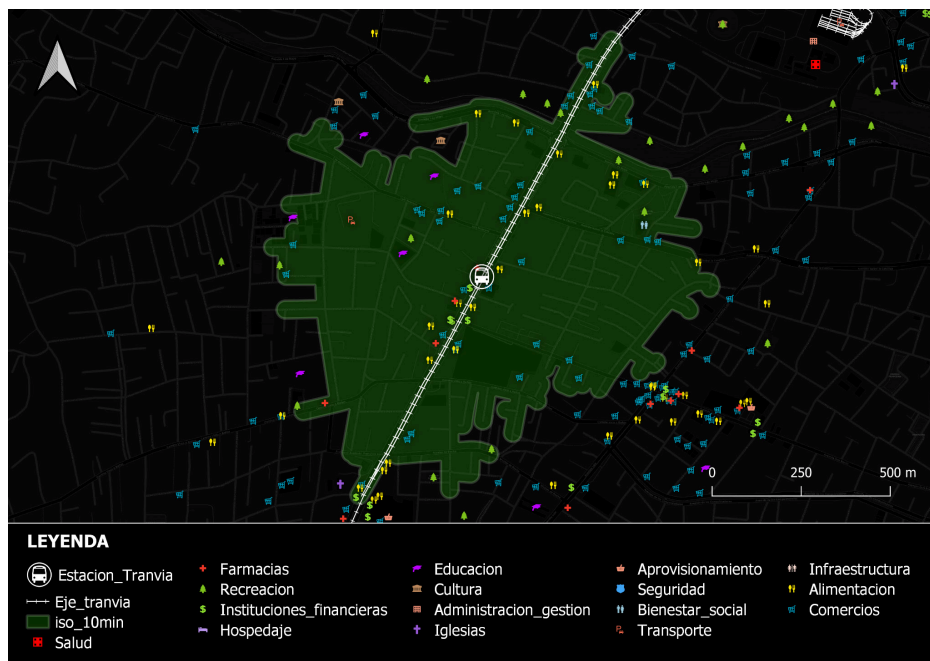 0 250 500 m
LEYENDA
Estacion_Tranvia
Eje_tranvia
iso_10min
Salud
Farmacias
Recreacion
Instituciones_financieras
Hospedaje
Educacion
Cultura
Administracion_gestion
Iglesias
Aprovisionamiento
Seguridad
Bienestar_social
Transporte
Infraestructura
Alimentacion
Comercios